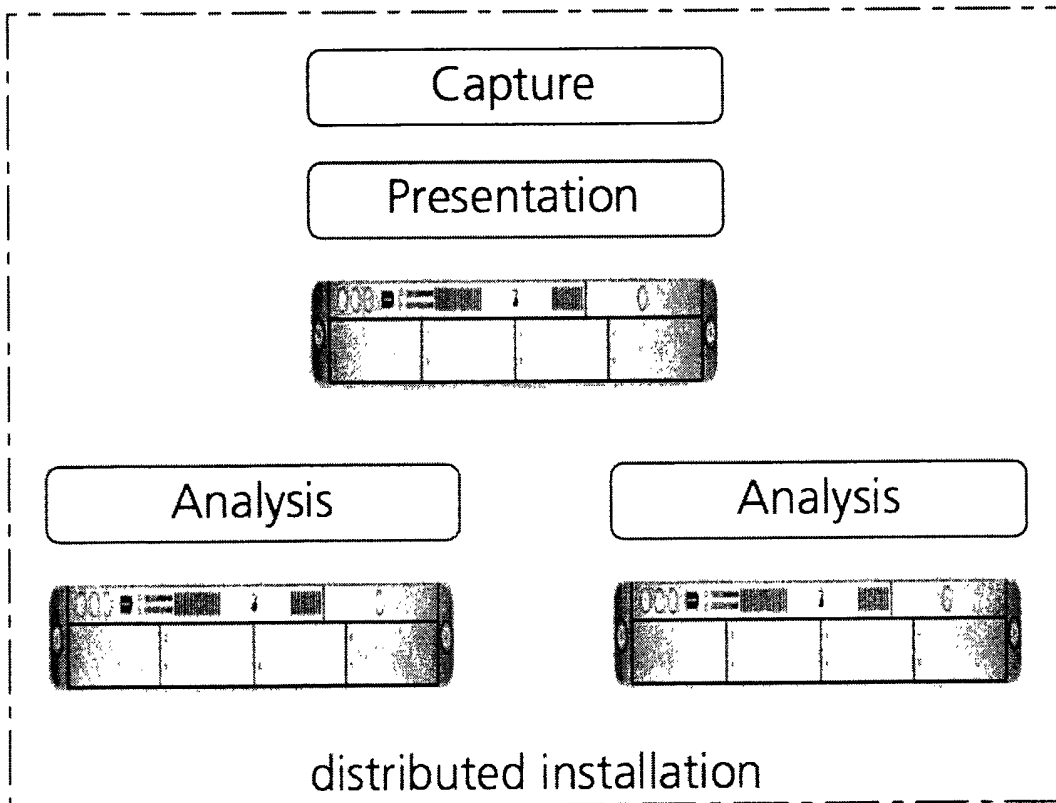 Capture
Presentation
Analysis
Analysis
distributed installation